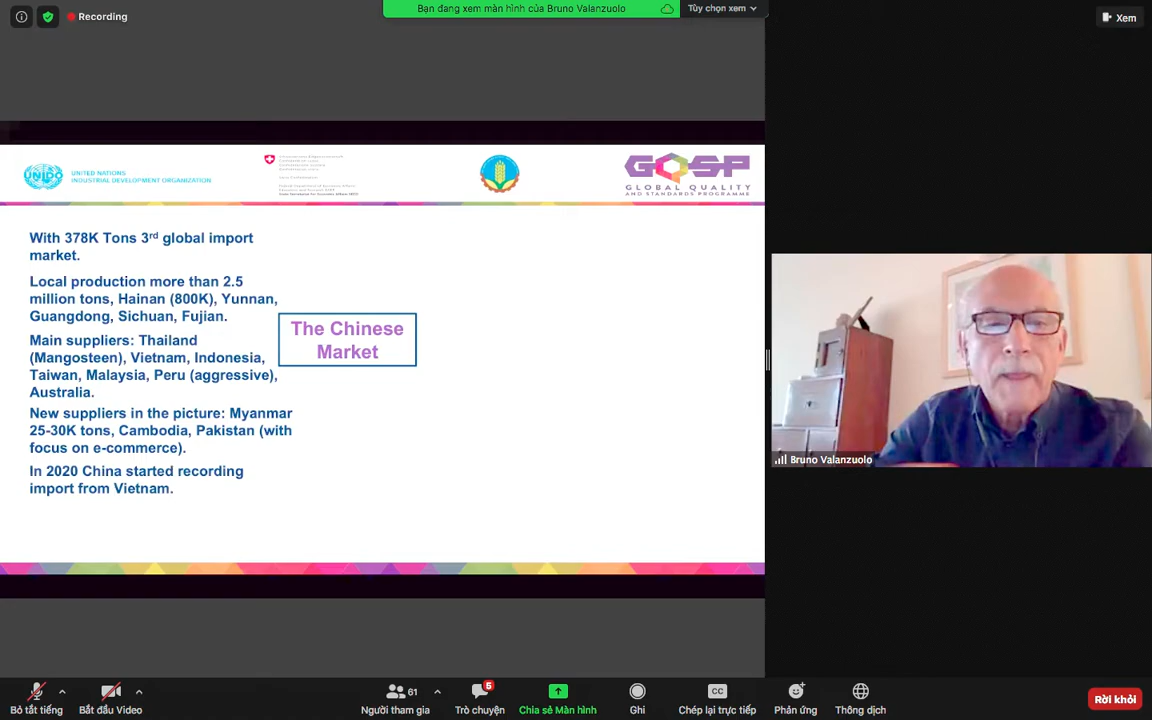 Recording
Bạn đang xem màn hình của Bruno Valanzuolo
Tùy chọn xem
Xem
UNIDO
UNITED NATIONS
INDUSTRIAL DEVELOPMENT ORGANIZATION
GQSP
GLOBAL QUALITY
AND STANDARDS PROGRAMME
With 378K Tons 3rd global import
market.
Local production more than 2.5
million tons, Hainan (800K), Yunnan,
Guangdong, Sichuan, Fujian.
Main suppliers: Thailand
(Mangosteen), Vietnam, Indonesia,
Taiwan, Malaysia, Peru (aggressive),
Australia.
New suppliers in the picture: Myanmar
25-30K tons, Cambodia, Pakistan (with
focus on e-commerce).
In 2020 China started recording
import from Vietnam.
The Chinese
Market
Bruno Valanzuolo
Bỏ tắt tiếng
Bắt đầu Video
61
Người tham gia
5
Trò chuyện
Chia sẻ Màn hình
Ghi
CC
Chép lại trực tiếp
Phản ứng
Thông dịch
Rời khỏi